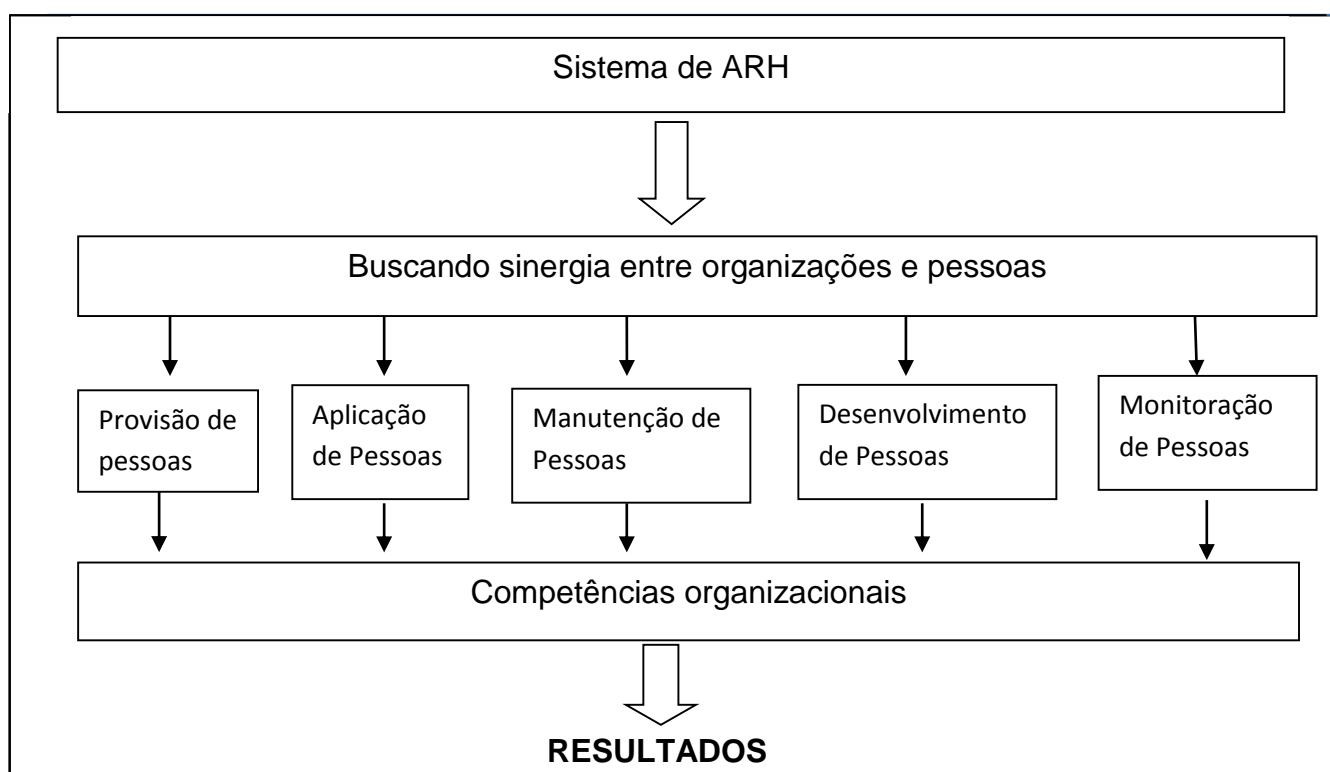 Sistema de ARH
Buscando sinergia entre organizações e pessoas
Provisão de
pessoas
Aplicação
de Pessoas
Manutenção de
Pessoas
Desenvolvimento
de Pessoas
Monitoração
de Pessoas
Competências organizacionais
RESULTADOS